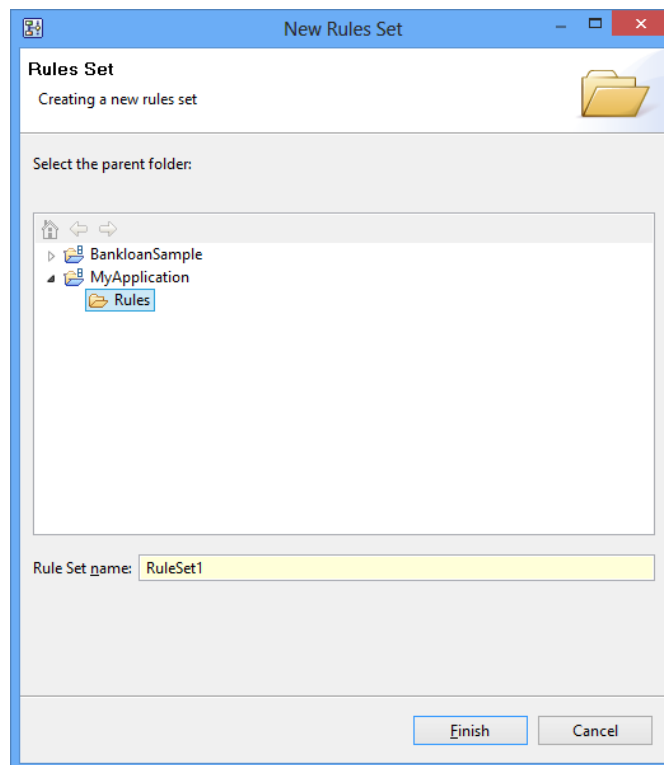 New Rules Set
Rules Set
Creating a new rules set
Select the parent folder:
BankloanSample
MyApplication
Rules
Rule Set name: RuleSet1
Finish Cancel